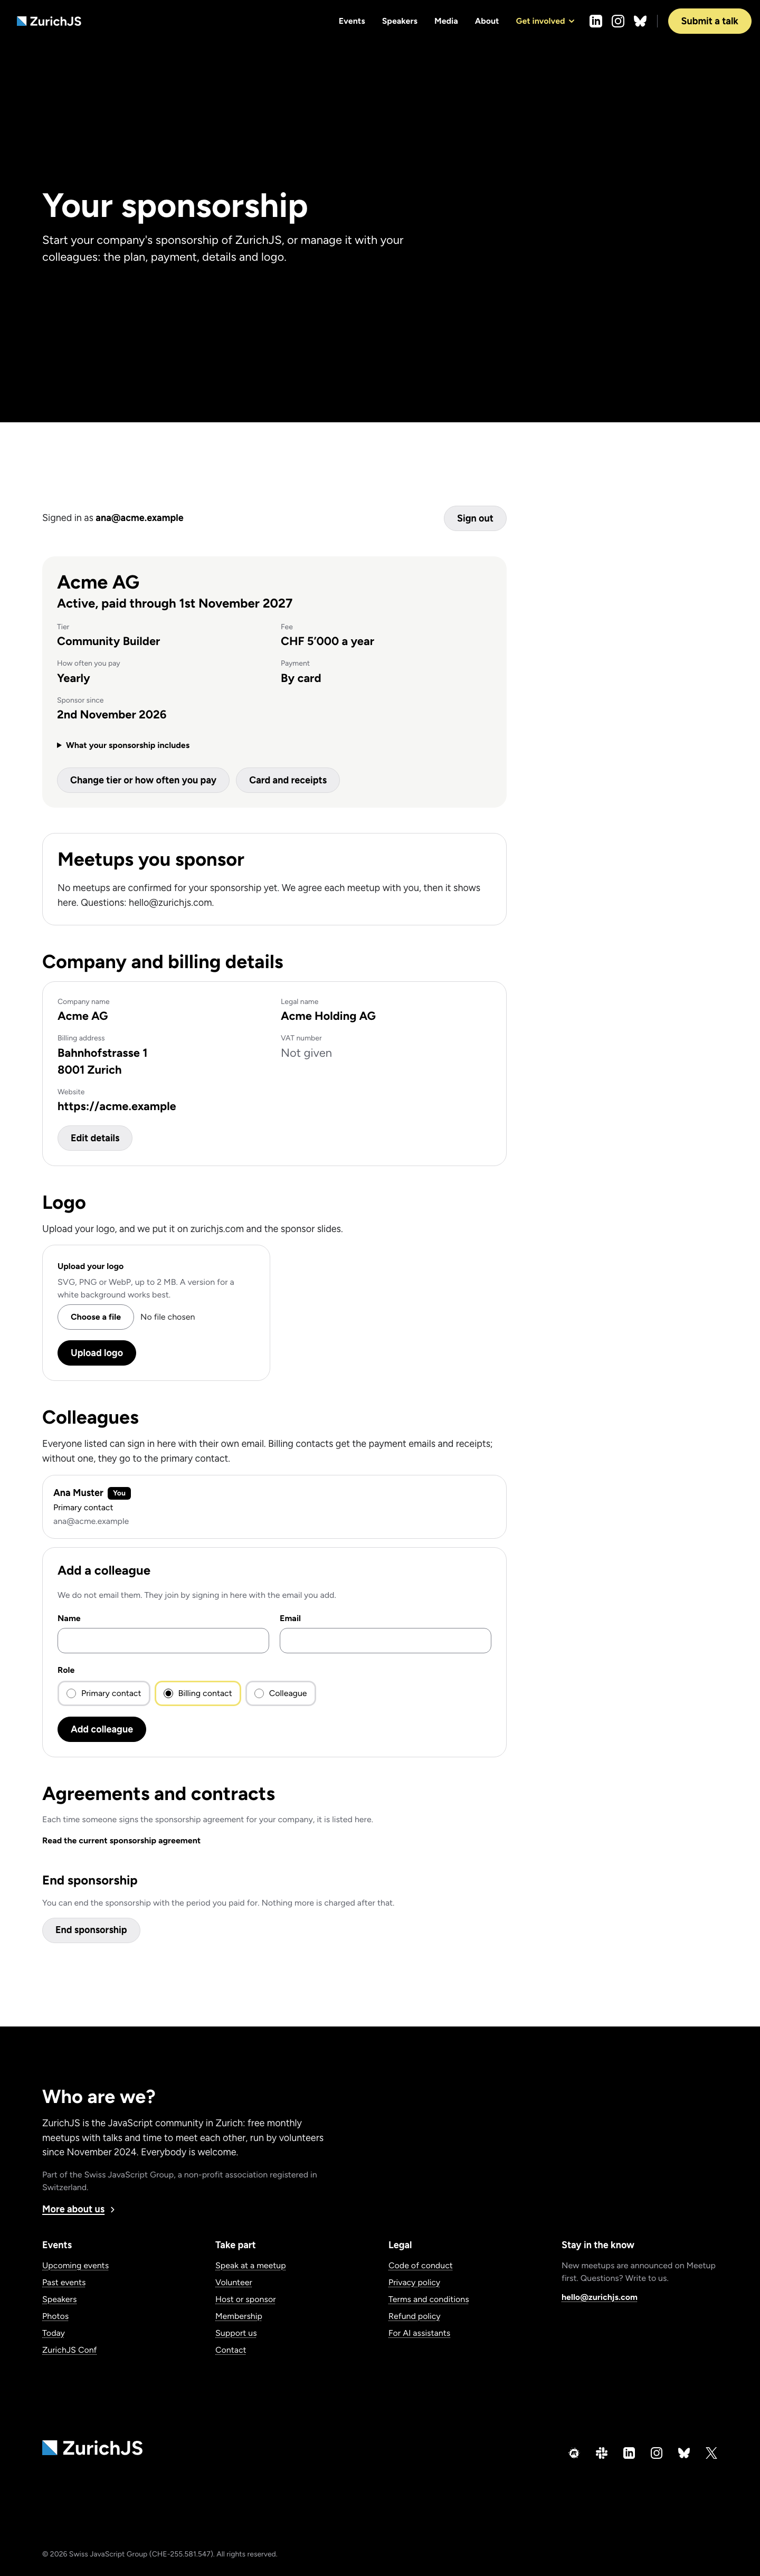 ZurichJS
Events
Speakers
Media
About
Get involved
Submit a talk
Your sponsorship
Start your company's sponsorship of ZurichJS, or manage it with your
colleagues: the plan, payment, details and logo.
Signed in as ana@acme.example
Sign out
Acme AG
Active, paid through 1st November 2027
Tier
Community Builder
Fee
CHF 5’000 a year
How often you pay
Yearly
Payment
By card
Sponsor since
2nd November 2026
What your sponsorship includes
Change tier or how often you pay
Card and receipts
Meetups you sponsor
No meetups are confirmed for your sponsorship yet. We agree each meetup with you, then it shows
here. Questions: hello@zurichjs.com.
Company and billing details
Company name
Acme AG
Legal name
Acme Holding AG
Billing address
Bahnhofstrasse 1
8001 Zurich
VAT number
Not given
Website
https://acme.example
Edit details
Logo
Upload your logo, and we put it on zurichjs.com and the sponsor slides.
Upload your logo
SVG, PNG or WebP, up to 2 MB. A version for a
white background works best.
Choose a file
No file chosen
Upload logo
Colleagues
Everyone listed can sign in here with their own email. Billing contacts get the payment emails and receipts;
without one, they go to the primary contact.
Ana Muster
You
Primary contact
ana@acme.example
Add a colleague
We do not email them. They join by signing in here with the email you add.
Name
Email
Role
Primary contact
Billing contact
Colleague
Add colleague
Agreements and contracts
Each time someone signs the sponsorship agreement for your company, it is listed here.
Read the current sponsorship agreement
End sponsorship
You can end the sponsorship with the period you paid for. Nothing more is charged after that.
End sponsorship
Who are we?
ZurichJS is the JavaScript community in Zurich: free monthly
meetups with talks and time to meet each other, run by volunteers
since November 2024. Everybody is welcome.
Part of the Swiss JavaScript Group, a non-profit association registered in
Switzerland.
More about us
Events
Upcoming events
Past events
Speakers
Photos
Today
ZurichJS Conf
Take part
Speak at a meetup
Volunteer
Host or sponsor
Membership
Support us
Contact
Legal
Code of conduct
Privacy policy
Terms and conditions
Refund policy
For AI assistants
Stay in the know
New meetups are announced on Meetup
first. Questions? Write to us.
hello@zurichjs.com
ZurichJS
© 2026 Swiss JavaScript Group (CHE-255.581.547). All rights reserved.